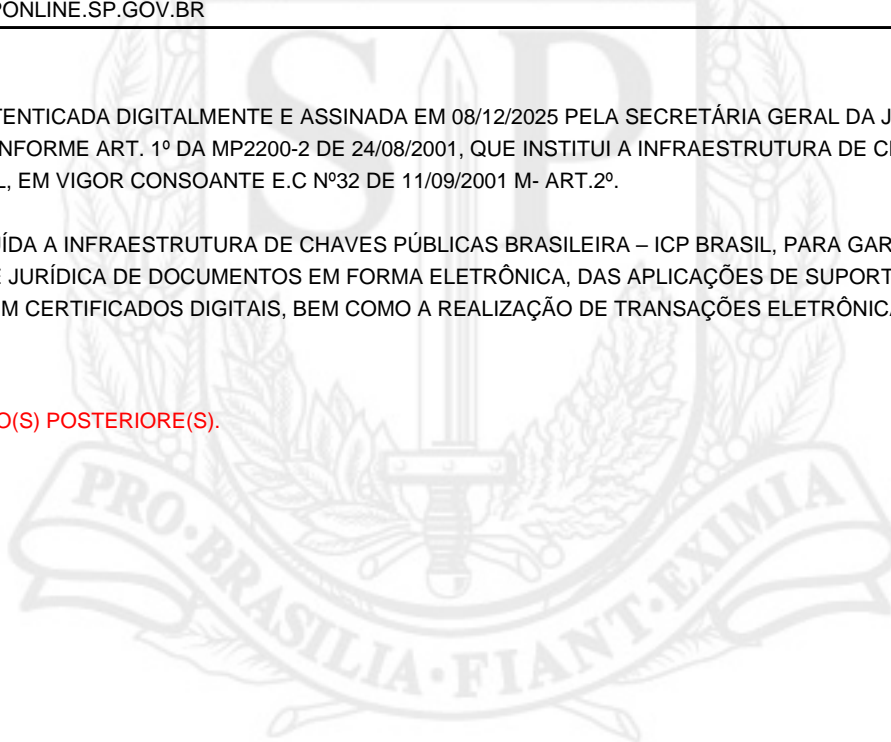 PONLINE.SP.GOV.BR
TENTICADA DIGITALMENTE E ASSINADA EM 08/12/2025 PELA SECRETÁRIA GERAL DA J
NFORME ART. 1º DA MP2200-2 DE 24/08/2001, QUE INSTITUI A INFRAESTRUTURA DE C
L, EM VIGOR CONSOANTE E.C Nº32 DE 11/09/2001 M- ART.2º.
ÍDA A INFRAESTRUTURA DE CHAVES PÚBLICAS BRASILEIRA – ICP BRASIL, PARA GAR
E JURÍDICA DE DOCUMENTOS EM FORMA ELETRÔNICA, DAS APLICAÇÕES DE SUPORT
M CERTIFICADOS DIGITAIS, BEM COMO A REALIZAÇÃO DE TRANSAÇÕES ELETRÔNICA
O(S) POSTERIORE(S).
SP
PRO·BRASILIA·FIANT·EXIMIA